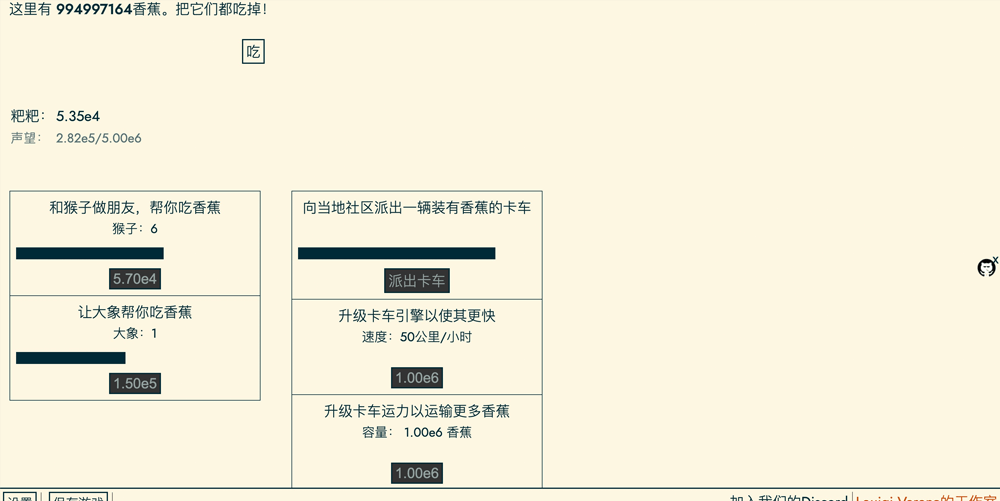 这里有 994997164香蕉。把它们都吃掉！
吃
粑粑： 5.35e4
声望： 2.82e5/5.00e6
和猴子做朋友，帮你吃香蕉
猴子：6
5.70e4
让大象帮你吃香蕉
大象：1
1.50e5
向当地社区派出一辆装有香蕉的卡车
派出卡车
升级卡车引擎以使其更快
速度：50公里/小时
1.00e6
升级卡车运力以运输更多香蕉
容量： 1.00e6 香蕉
1.00e6
x
设置 保存游戏 加入我们的Discord Louigi Verona的工作室